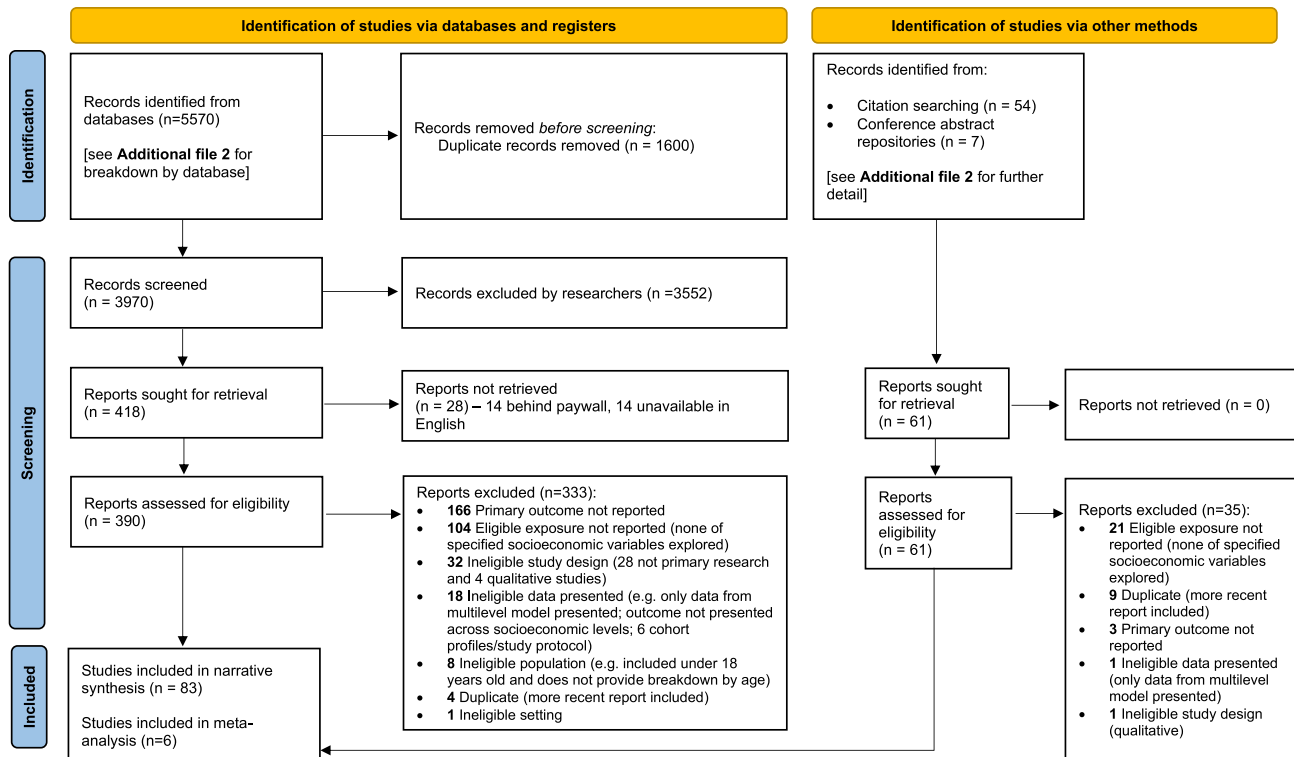 Identification of studies via databases and registers
Identification of studies via other methods
Identification
Records identified from
databases (n=5570)
[see Additional file 2 for
breakdown by database]
Records removed before screening:
Duplicate records removed (n = 1600)
Records identified from:
• Citation searching (n = 54)
• Conference abstract
repositories (n = 7)
[see Additional file 2 for further
detail]
Screening
Records screened
(n = 3970)
Records excluded by researchers (n =3552)
Reports sought for retrieval
(n = 418)
Reports not retrieved
(n = 28) – 14 behind paywall, 14 unavailable in
English
Reports sought
for retrieval
(n = 61)
Reports not retrieved (n = 0)
Reports assessed for eligibility
(n = 390)
Reports excluded (n=333):
• 166 Primary outcome not reported
• 104 Eligible exposure not reported (none of
specified socioeconomic variables explored)
• 32 Ineligible study design (28 not primary research
and 4 qualitative studies)
• 18 Ineligible data presented (e.g. only data from
multilevel model presented; outcome not presented
across socioeconomic levels; 6 cohort
profiles/study protocol)
• 8 Ineligible population (e.g. included under 18
years old and does not provide breakdown by age)
• 4 Duplicate (more recent report included)
• 1 Ineligible setting
Reports
assessed for
eligibility
(n = 61)
Reports excluded (n=35):
• 21 Eligible exposure not
reported (none of specified
socioeconomic variables
explored)
• 9 Duplicate (more recent
report included)
• 3 Primary outcome not
reported
• 1 Ineligible data presented
(only data from multilevel
model presented)
• 1 Ineligible study design
(qualitative)
Included
Studies included in narrative
synthesis (n = 83)
Studies included in meta-
analysis (n=6)